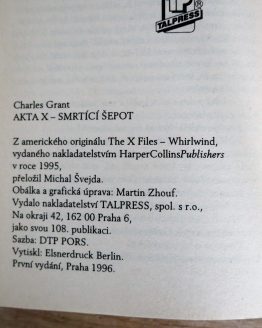 TALPRESS
Charles Grant
AKTA X – SMRTÍCÍ ŠEPOT
Z amerického originálu The X Files – Whirlwind,
vydaného nakladatelstvím HarperCollinsPublishers
v roce 1995,
přeložil Michal Švejda.
Obálka a grafická úprava: Martin Zhouf.
Vydalo nakladatelství TALPRESS, spol. s r.o.,
Na okraji 42, 162 00 Praha 6,
jako svou 108. publikaci.
Sazba: DTP PORS.
Vytiskl: Elsnerdruck Berlin.
První vydání, Praha 1996.